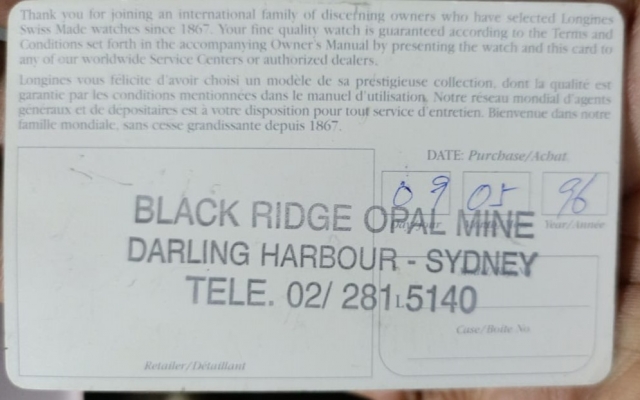 Thank you for joining an international family of discerning owners who have selected Longines
Swiss Made watches since 1867. Your fine quality watch is guaranteed according to the Terms and
Conditions set forth in the accompanying Owner's Manual by presenting the watch and this card to
any of our worldwide Service Centers or authorized dealers.
Longines vous félicite d'avoir choisi un modèle de sa préstigieuse collection, dont la qualité est
garantie par les conditions mentionnées dans le manuel d'utilisation. Notre réseau mondial d'agents
généraux et de dépositaires est à votre disposition pour tout service d'entretien. Bienvenue dans notre
famille mondiale, sans cesse grandissante depuis 1867.
DATE: Purchase/Achat
09 05 96
Year/Année
BLACK RIDGE OPAL MINE
DARLING HARBOUR - SYDNEY
TELE. 02/ 281 5140
Case/Boîte No
Retailer/Détaillant